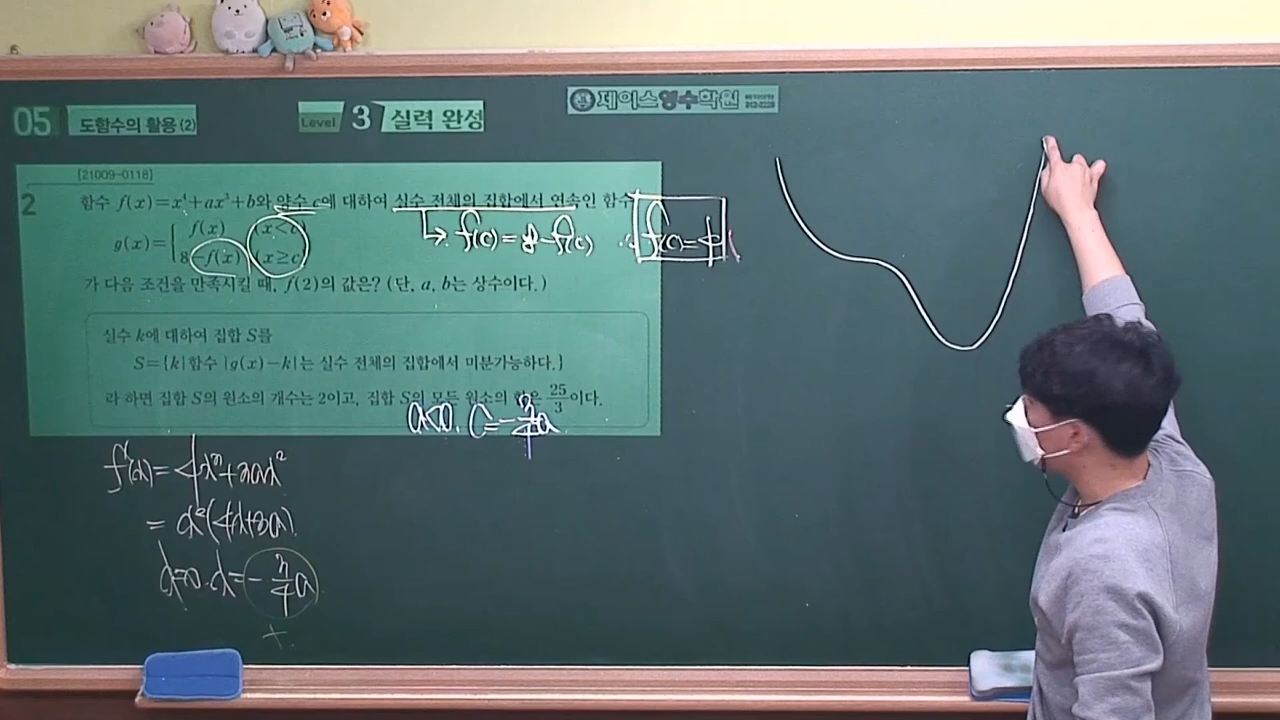 05 도함수의 활용 (2)
Level 3 실력 완성
제이스영수학원
[21009-0118]
2
함수 f(x)=x⁴+ax³+b와 양수 c에 대하여 실수 전체의 집합에서 연속인 함수
g(x)={ f(x) (x<c)
8-f(x) (x≥c)
→ f(c)=8-f(c) ∴ f(c)=4
가 다음 조건을 만족시킬 때, f(2)의 값은? (단, a, b는 상수이다.)
실수 k에 대하여 집합 S를
S={k|함수 |g(x)-k|는 실수 전체의 집합에서 미분가능하다.}
라 하면 집합 S의 원소의 개수는 2이고, 집합 S의 모든 원소의 합은 25/3이다.
a<0. C=-3/4a
f'(x)=4x³+3ax²
=x²(4x+3a)
x=0. x=-3/4a
+